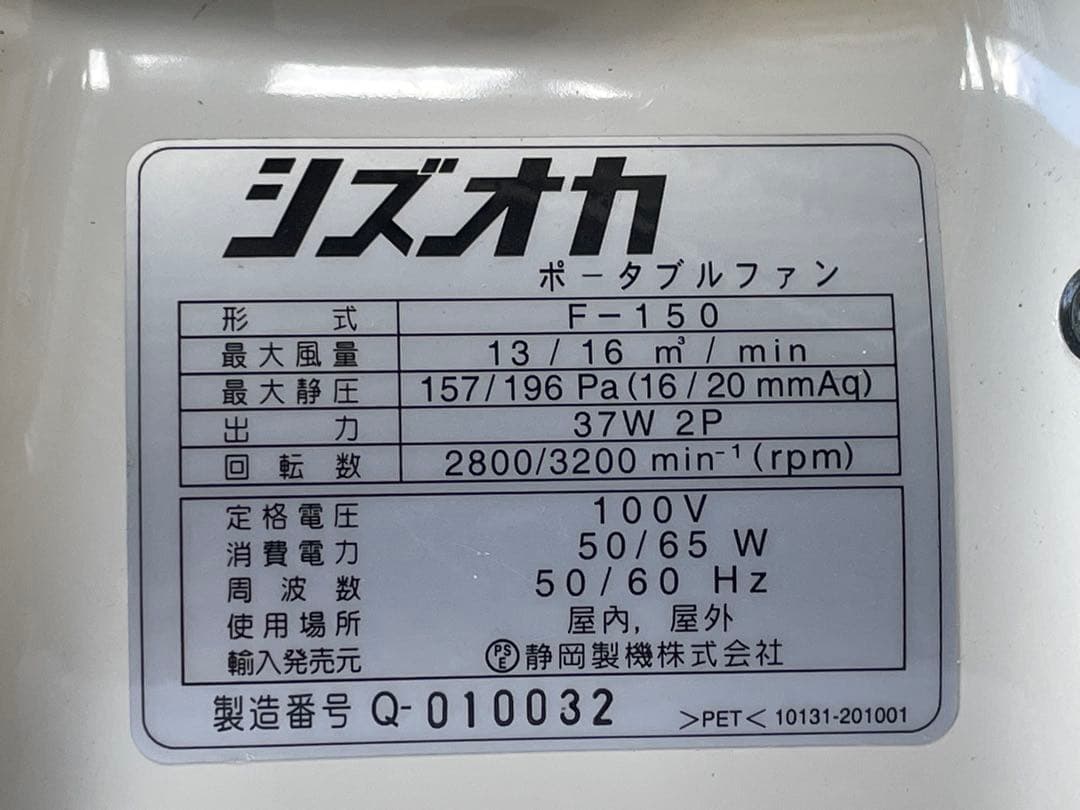 シズオカ
ポータブルファン
形式 F-150
最大風量 13/16 m³/min
最大静圧 157/196 Pa(16/20 mmAq)
出力 37W 2P
回転数 2800/3200 min⁻¹(rpm)
定格電圧 100V
消費電力 50/65 W
周波数 50/60 Hz
使用場所 屋内,屋外
輸入発売元 PSE 静岡製機株式会社
製造番号 Q-010032 >PET< 10131-201001